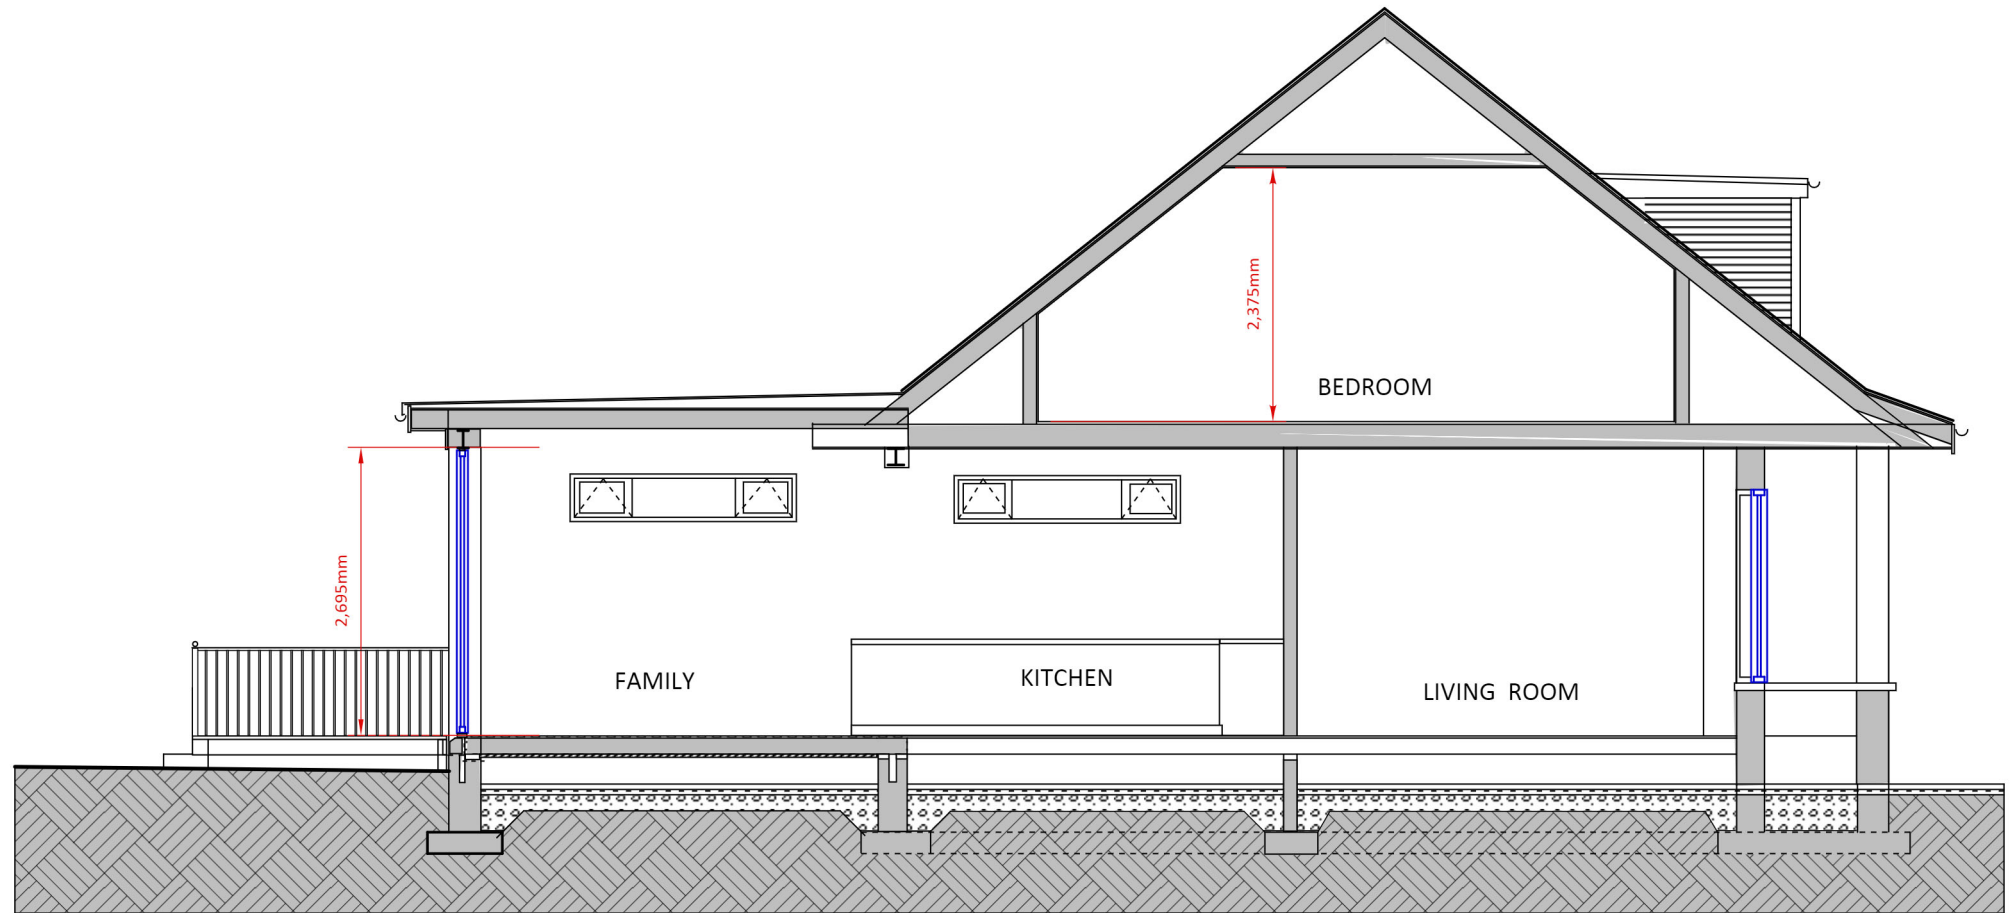 2,375mm
BEDROOM
2,695mm
FAMILY
KITCHEN
LIVING ROOM